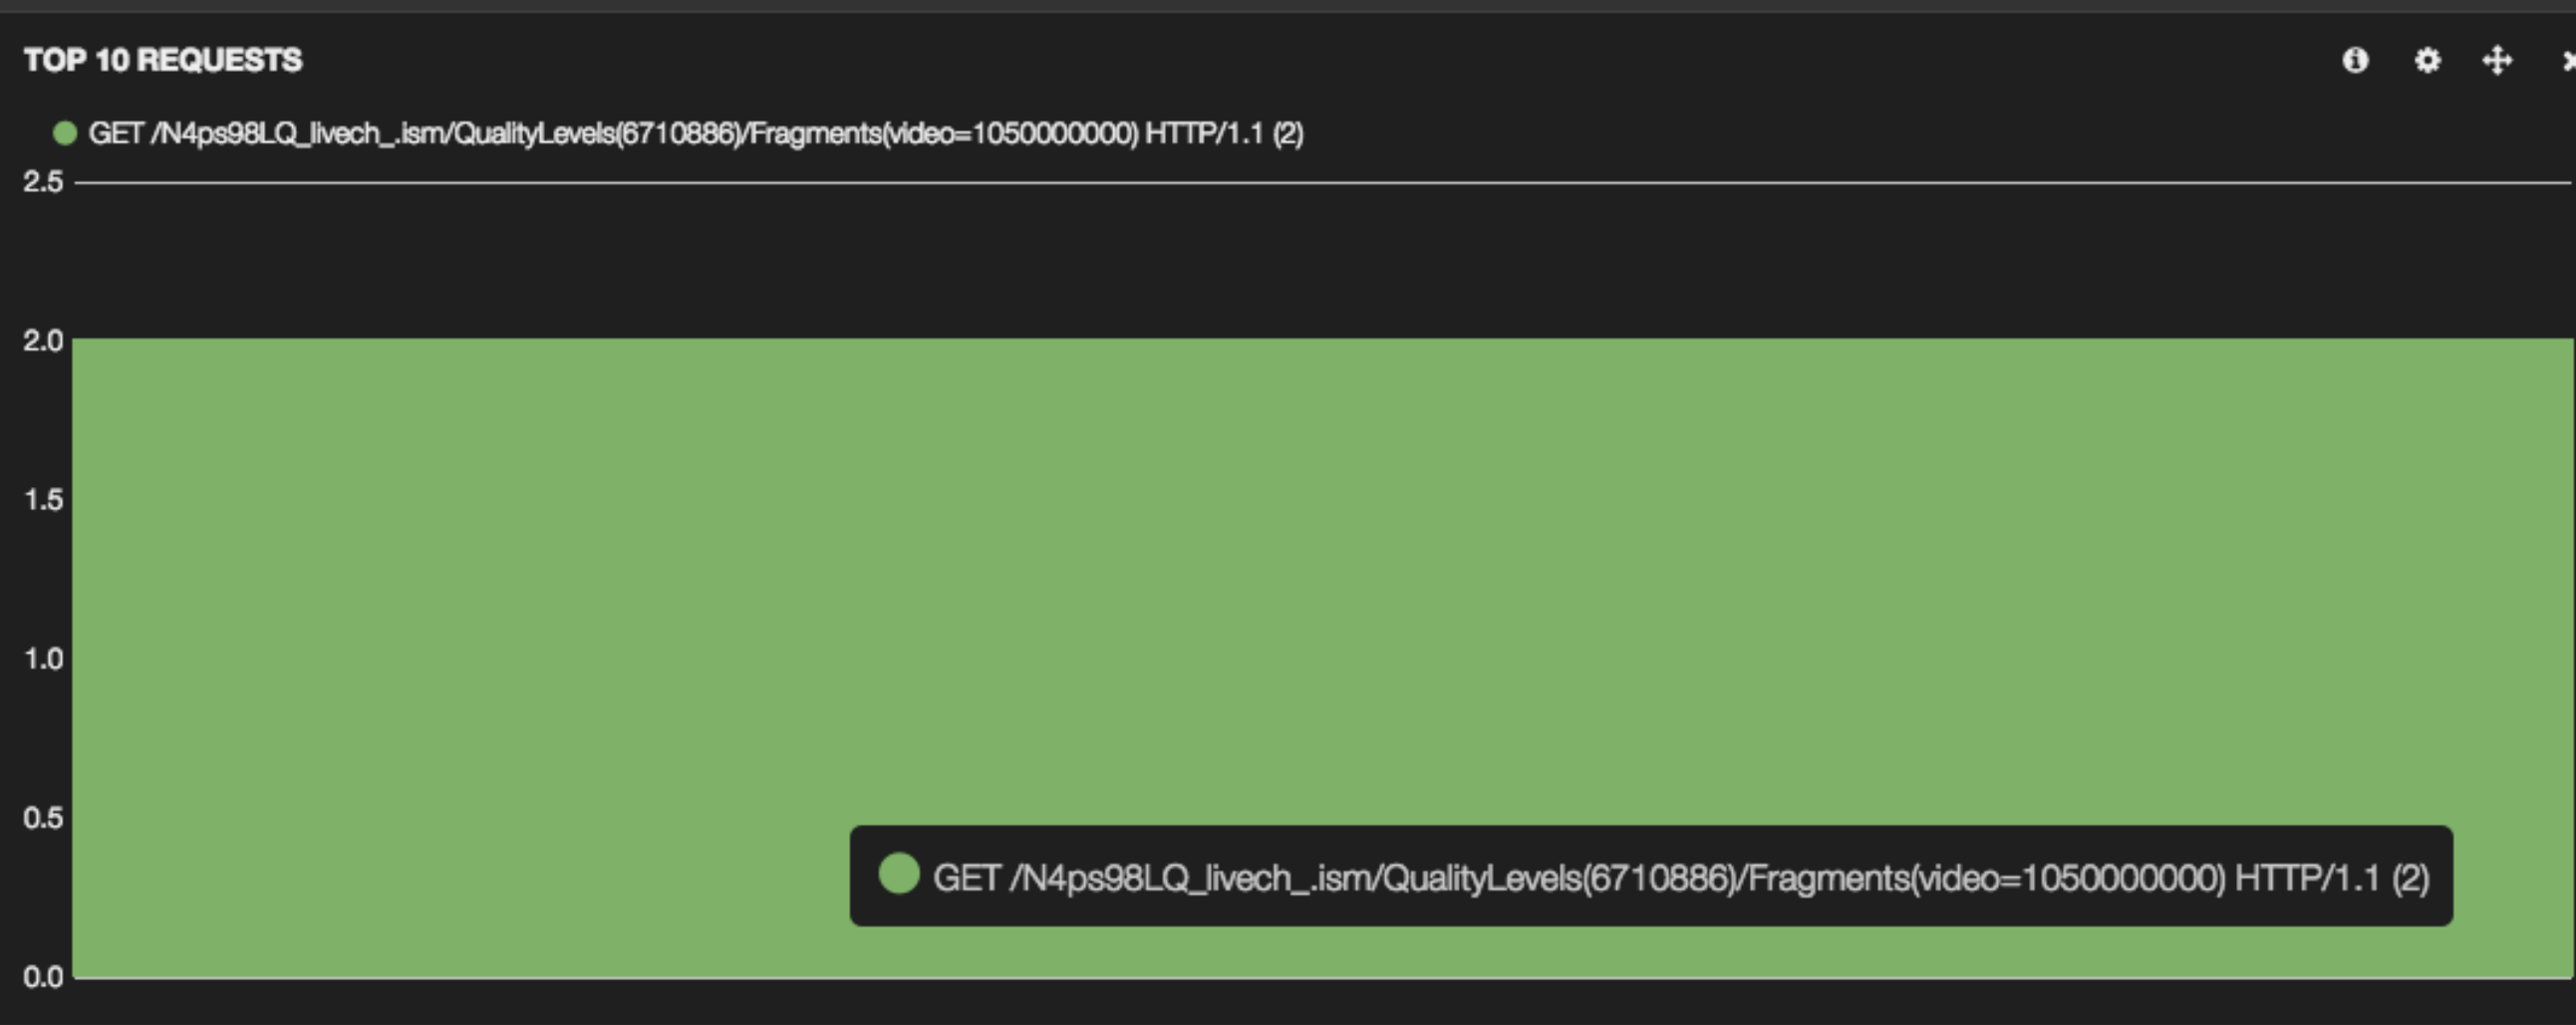 TOP 10 REQUESTS
GET /N4ps98LQ_livech_.ism/QualityLevels(6710886)/Fragments(video=1050000000) HTTP/1.1 (2)
2.5
2.0
1.5
1.0
0.5
GET /N4ps98LQ_livech_.ism/QualityLevels(6710886)/Fragments(video=1050000000) HTTP/1.1 (2)
0.0